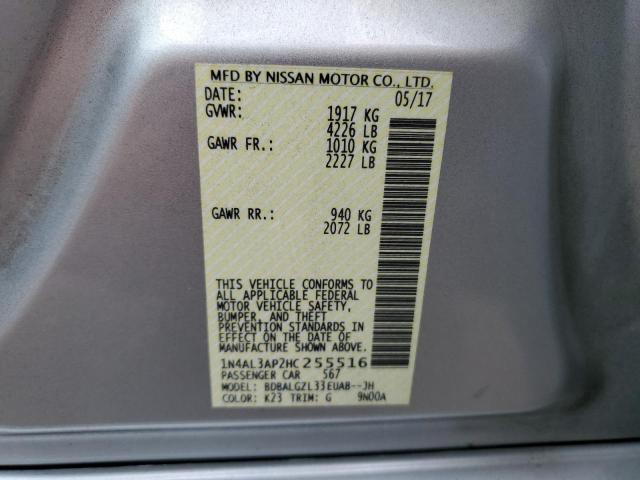 MFD BY NISSAN MOTOR CO., LTD.
DATE: 05/17
GVWR: 1917 KG
4226 LB
GAWR FR.: 1010 KG
2227 LB
GAWR RR.: 940 KG
2072 LB
THIS VEHICLE CONFORMS TO
ALL APPLICABLE FEDERAL
MOTOR VEHICLE SAFETY,
BUMPER, AND THEFT
PREVENTION STANDARDS IN
EFFECT ON THE DATE OF
MANUFACTURE SHOWN ABOVE.
1N4AL3AP2HC255516
PASSENGER CAR 567
MODEL: BDBALGZL33EUAB--JH
COLOR: K23 TRIM: G 9N00A